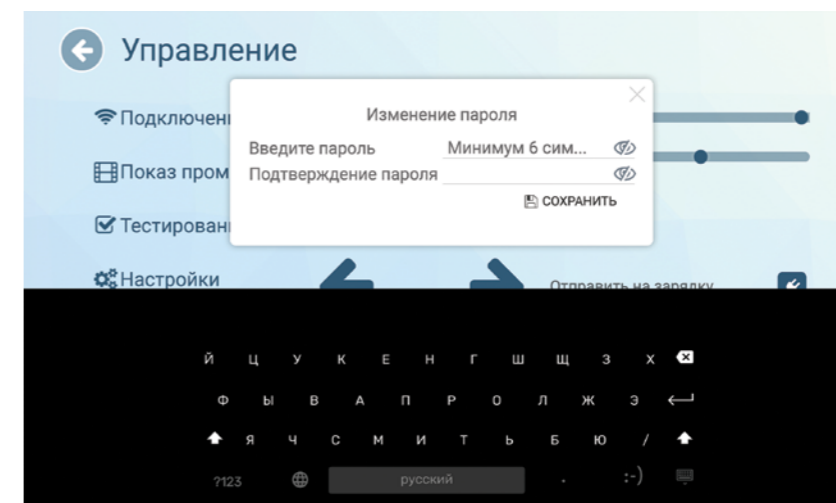 Управление
Изменение пароля
Подключен
Введите пароль Минимум 6 сим...
Показ пром
Подтверждение пароля
СОХРАНИТЬ
Тестирован
Настройки
Отправить на зарядку
й ц у к е н г ш щ з х
ф ы в а п р о л ж э
я ч с м и т ь б ю /
?123 русский . :-)